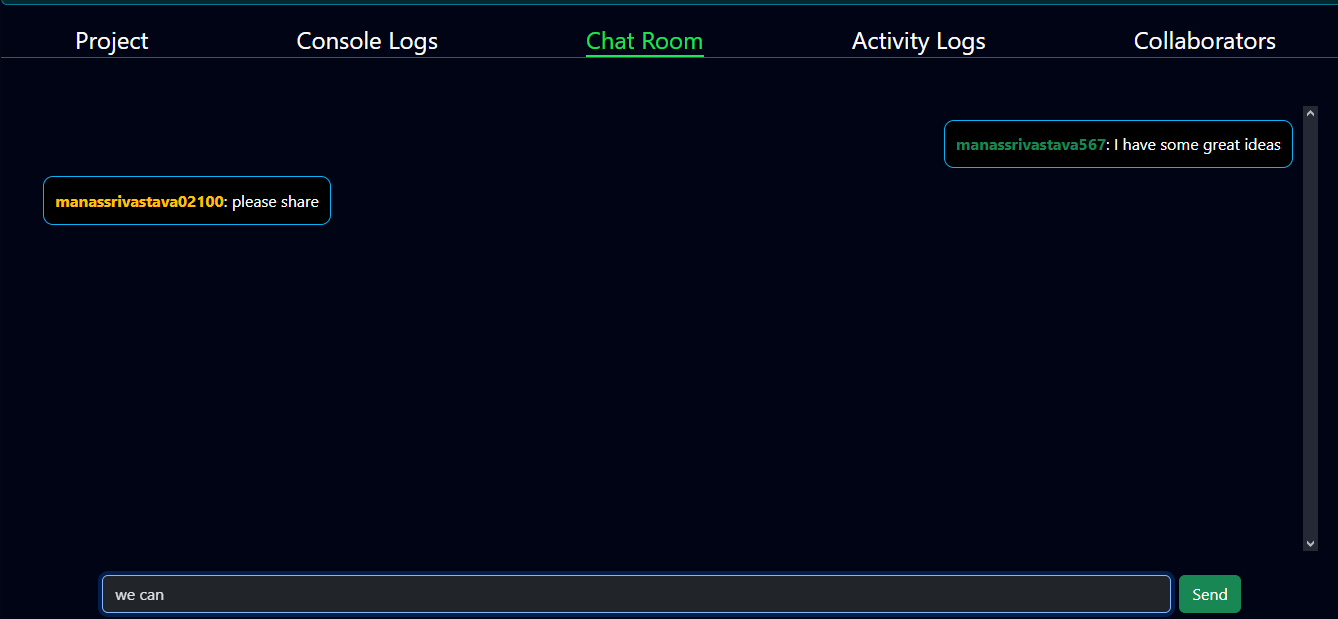 Project Console Logs Chat Room Activity Logs Collaborators
manassrivastava567: I have some great ideas
manassrivastava02100: please share
we can Send